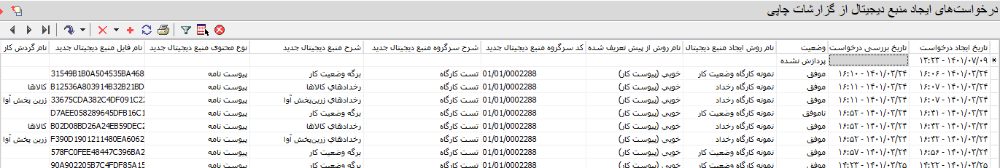 درخواست‌های ایجاد منبع دیجیتال از گزارشات چاپی
تاریخ ایجاد درخواست تاریخ بررسی درخواست وضعیت نام روش ایجاد منبع دیجیتال نام روش از پیش تعریف شده کد سرگروه منبع دیجیتال جدید شرح سرگروه منبع دیجیتال جدید شرح منبع دیجیتال جدید نوع محتوی منبع دیجیتال جدید نام فایل منبع دیجیتال جدید نام گردش کار
۱۴۰۱/۰۷/۰۹ - ۱۳:۲۳ پردازش نشده
۱۴۰۱/۰۳/۲۴ - ۱۶:۰۶ ۱۴۰۱/۰۳/۲۴ - ۱۶:۱۰ موفق نمونه کارگاه وضعیت کار خوبي (پیوست کار) 01/01/0002288 تست کارگاه برگه وضعیت کار پیوست نامه 31549B1B0A504535BA468
۱۴۰۱/۰۳/۲۴ - ۱۶:۰۷ ۱۴۰۱/۰۳/۲۴ - ۱۶:۱۱ موفق نمونه کارگاه رخداد خوبي (پیوست کار) 01/01/0002288 تست کارگاه رخدادهاي کالاها پیوست نامه B12536A803914B32B21BD کالاها
۱۴۰۱/۰۳/۲۴ - ۱۶:۰۷ ۱۴۰۱/۰۳/۲۴ - ۱۶:۱۱ موفق نمونه کارگاه رخداد خوبي (پیوست کار) 01/01/0002288 تست کارگاه رخدادهاي زرین‌پخش آوا پیوست نامه 33675CDA382C4DF091C22 زرین پخش آوا
۱۴۰۱/۰۳/۲۴ - ۱۶:۴۱ ۱۴۰۱/۰۳/۲۴ - ۱۶:۵۲ ناموفق نمونه کارگاه وضعیت کار خوبي (پیوست کار) 01/01/0002288 تست کارگاه برگه وضعیت کار پیوست نامه D7AEE058289645DFB16C1
۱۴۰۱/۰۳/۲۴ - ۱۶:۴۲ ۱۴۰۱/۰۳/۲۴ - ۱۶:۵۲ موفق نمونه کارگاه رخداد خوبي (پیوست کار) 01/01/0002288 تست کارگاه رخدادهاي کالاها پیوست نامه B02D08BD26A24EB59DEC2 کالاها
۱۴۰۱/۰۳/۲۴ - ۱۶:۴۲ ۱۴۰۱/۰۳/۲۴ - ۱۶:۵۲ موفق نمونه کارگاه رخداد خوبي (پیوست کار) 01/01/0002288 تست کارگاه رخدادهاي زرین‌پخش آوا پیوست نامه F390D1901211480EA6062 زرین پخش آوا
۱۴۰۱/۰۳/۲۴ - ۱۶:۵۶ ۱۴۰۱/۰۳/۲۴ - ۱۶:۵۷ موفق نمونه کارگاه وضعیت کار خوبي (پیوست کار) 01/01/0002288 تست کارگاه برگه وضعیت کار پیوست نامه 578FC0FEE48447C396BA2
۱۴۰۱/۰۳/۲۵ - ۱۴:۲۲ ۱۴۰۱/۰۳/۲۵ - ۱۴:۲۳ موفق نمونه کارگاه وضعیت کار خوبي (پیوست کار) 01/01/0002288 تست کارگاه برگه وضعیت کار پیوست نامه 90A902205B7C4FDF85A15